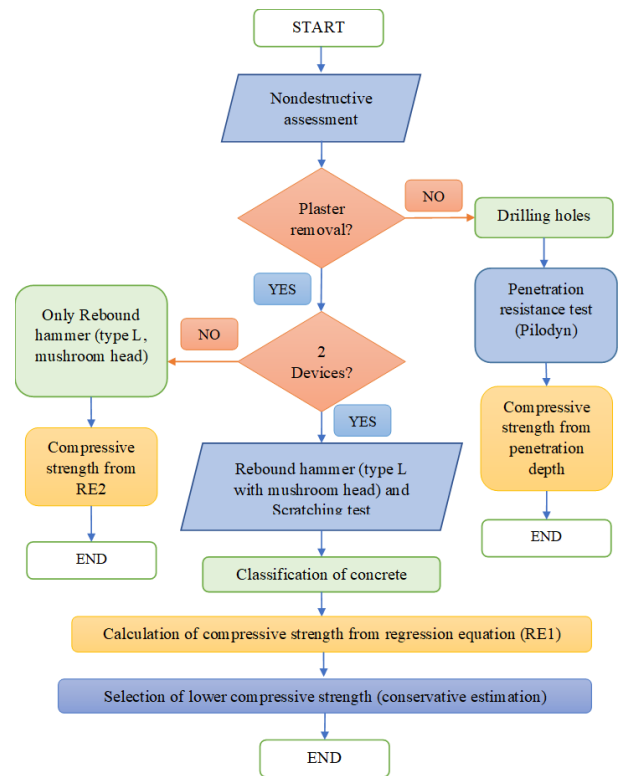 START
Nondestructive
assessment
Plaster
removal?
NO
Drilling holes
YES
Penetration
resistance test
(Pilodyn)
Only Rebound
hammer (type L,
mushroom head)
NO
2
Devices?
YES
Compressive
strength from
penetration
depth
Compressive
strength from
RE2
Rebound hammer (type L
with mushroom head) and
Scratching test
END
END
Classification of concrete
Calculation of compressive strength from regression equation (RE1)
Selection of lower compressive strength (conservative estimation)
END